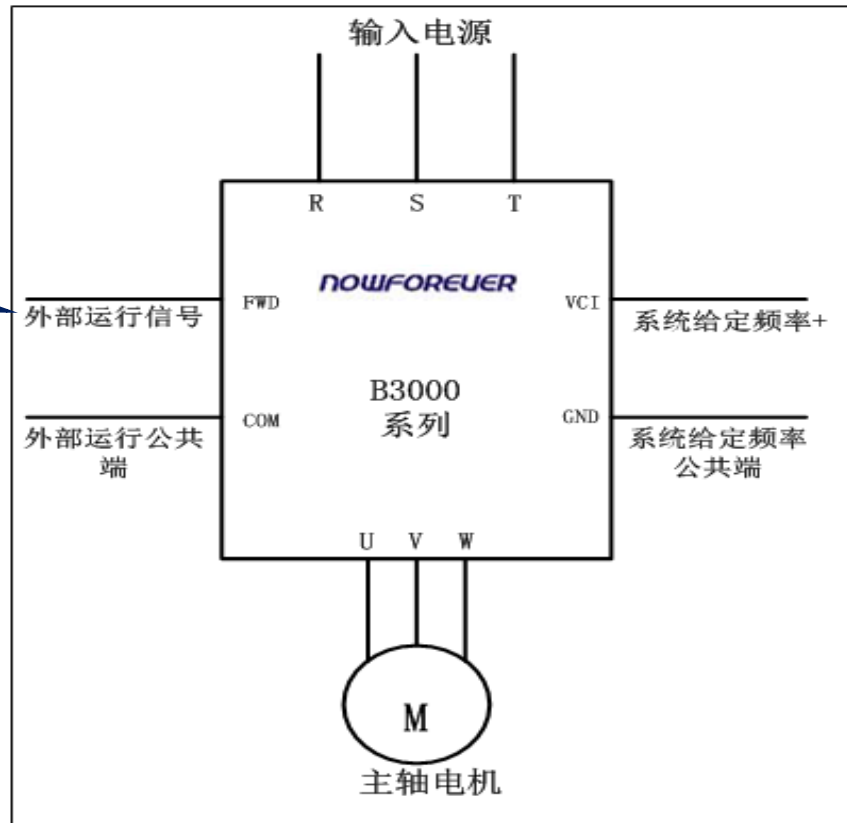 输入电源
R S T
NOWFOREVER
FWD
VCI
外部运行信号
系统给定频率+
B3000
系列
COM
GND
外部运行公共
端
系统给定频率
公共端
U V W
M
主轴电机